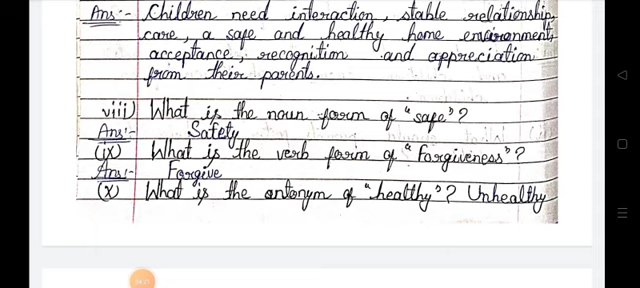 Ans:- Children need interaction, stable relationship,
care, a safe and healthy home environment,
acceptance, recognition and appreciation
from their parents.
viii) What is the noun form of "safe"?
Ans:- Safety
(ix) What is the verb form of "Forgiveness"?
Ans:- Forgive
(x) What is the antonym of "healthy"? Unhealthy